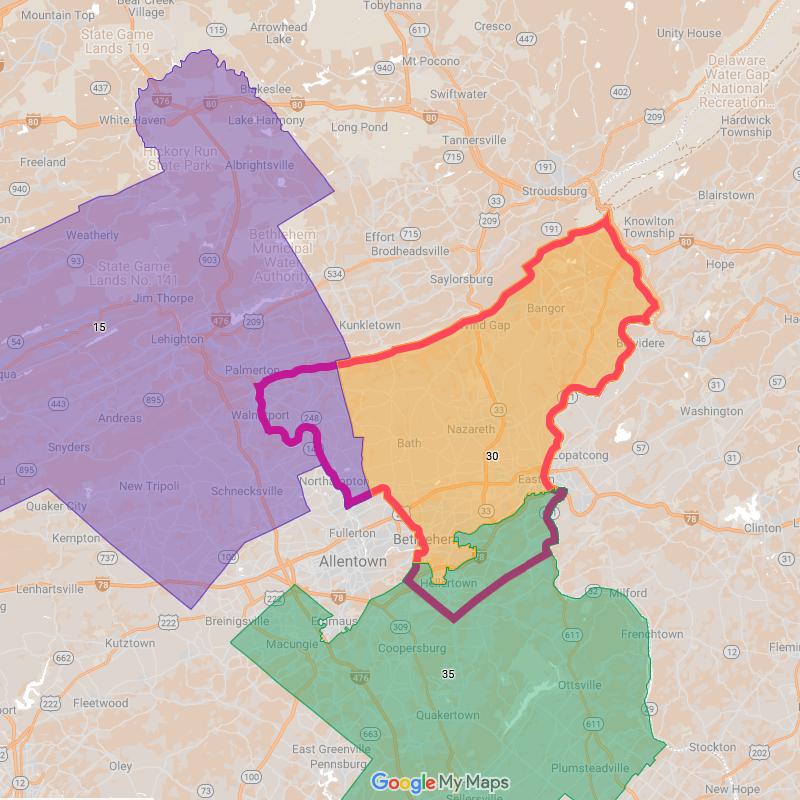 Mountain Top
Bear Creek
Village
Tobyhanna
State Game
Lands 119
115
Arrowhead
Lake
611
Cresco
447
Unity House
Mt Pocono
940
437
476
80
Blakeslee
80
Swiftwater
402
Delaware
Water Gap
National
Recreation...
White Haven
Lake Harmony
80
Long Pond
Tannersville
209
Hardwick
Township
Freeland
Hickory Run
State Park
Albrightsville
715
191
940
Stroudsburg
Blairstown
33
209
Weatherly
Bethlehem
Municipal
Water
Authority
Effort
715
191
Knowlton
Township
80
93
903
Brodheadsville
Hope
State Game
Lands No. 141
534
Saylorsburg
Jim Thorpe
Bangor
476
209
Kunkletown
15
54
Lehighton
46
Palmerton
31
443
895
Andreas
248
33
31
57
Washington
Snyders
Bath
Nazareth
57
30
895
New Tripoli
Schnecksville
Northampton
Quaker City
33
78
Clinton
Kempton
737
Fullerton
100
Allentown
78
Lenhartsville
78
222
78
Hellertown
32
Milford
Breinigsville
Emmaus
222
309
611
Frenchtown
Kutztown
Macungie
Coopersburg
12
662
35
476
222
Fleetwood
Ottsville
29
Quakertown
611
663
East Greenville
Stockton
202
Oley
Pennsburg
Plumsteadville
100
73
Google My Maps
New Hope
Sellersville